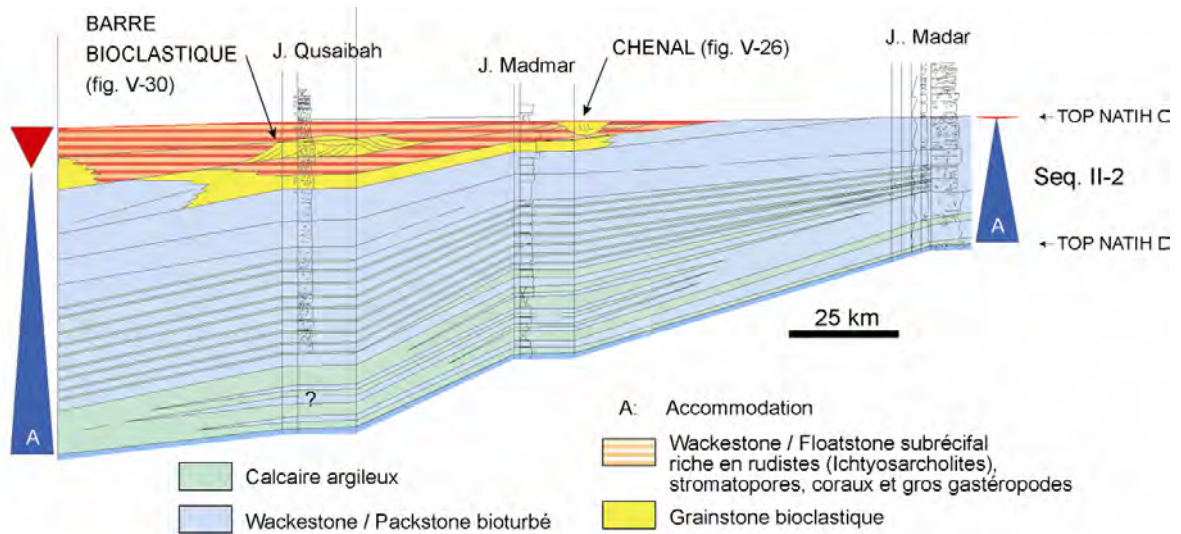 BARRE
BIOCLASTIQUE
(fig. V-30)
J. Qusaibah
J. Madmar
CHENAL (fig. V-26)
J.. Madar
TOP NATIH
Seq. II-2
A
A
TOP NATIH
25 km
?
A: Accommodation
Wackestone / Floatstone subrécifal
riche en rudistes (Ichtyosarcholites),
stromatopores, coraux et gros gastéropodes
Calcaire argileux
Wackestone / Packstone bioturbé
Grainstone bioclastique